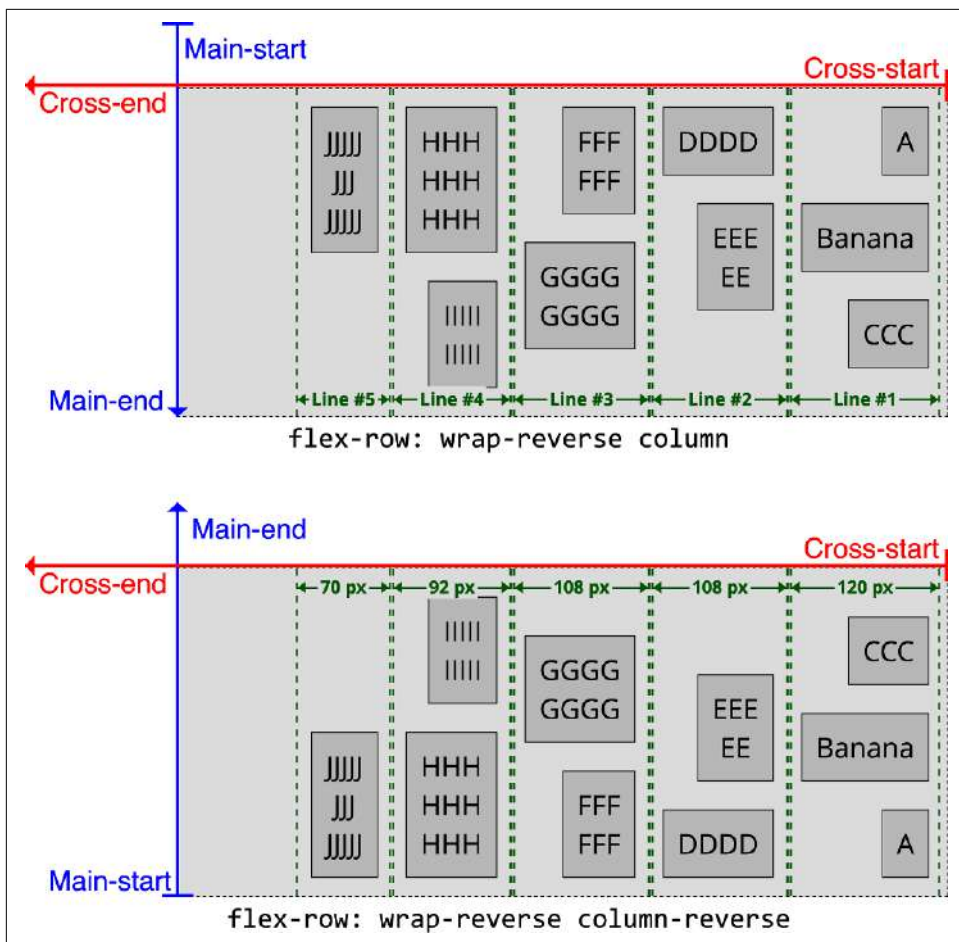 Main-start
Cross-start
Cross-end
JJJJJ
JJJ
JJJJJ
HHH
HHH
HHH
FFF
FFF
DDDD
A
EEE
EE
Banana
GGGG
GGGG
IIIII
IIIII
CCC
Main-end
Line #5
Line #4
Line #3
Line #2
Line #1
flex-row: wrap-reverse column
Main-end
Cross-start
Cross-end
70 px
92 px
108 px
108 px
120 px
IIIII
IIIII
CCC
GGGG
GGGG
EEE
EE
Banana
JJJJJ
JJJ
JJJJJ
HHH
HHH
HHH
FFF
FFF
DDDD
A
Main-start
flex-row: wrap-reverse column-reverse